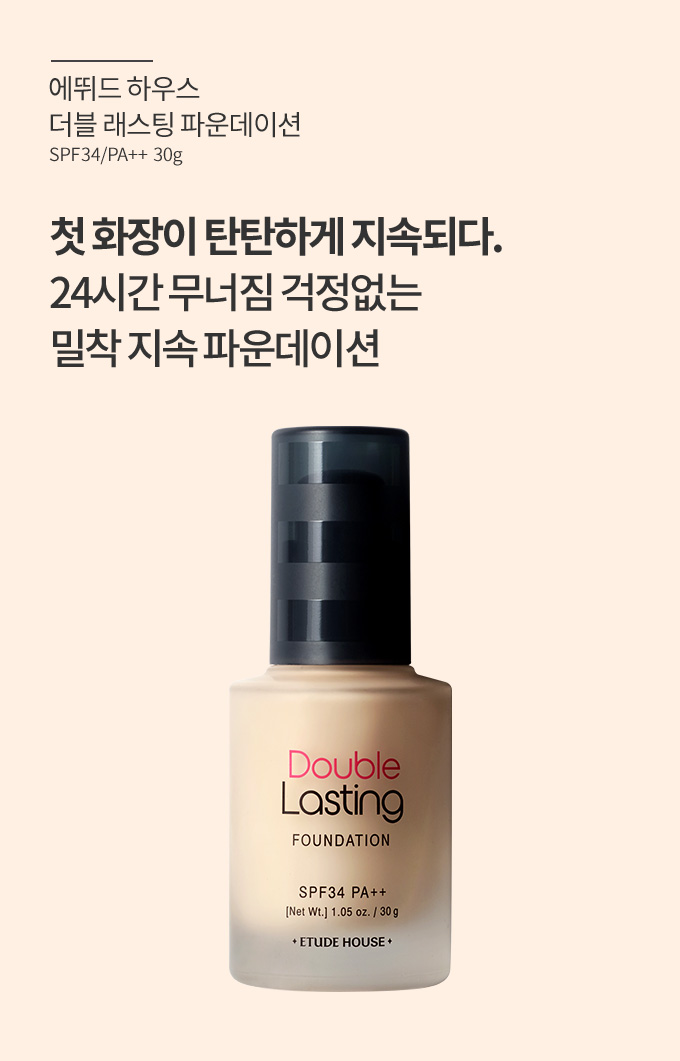 에뛰드 하우스
더블 래스팅 파운데이션
SPF34/PA++ 30g
첫 화장이 탄탄하게 지속되다.
24시간 무너짐 걱정없는
밀착 지속 파운데이션
Double
Lasting
FOUNDATION
SPF34 PA++
[Net Wt.] 1.05 oz. / 30g
ETUDE HOUSE